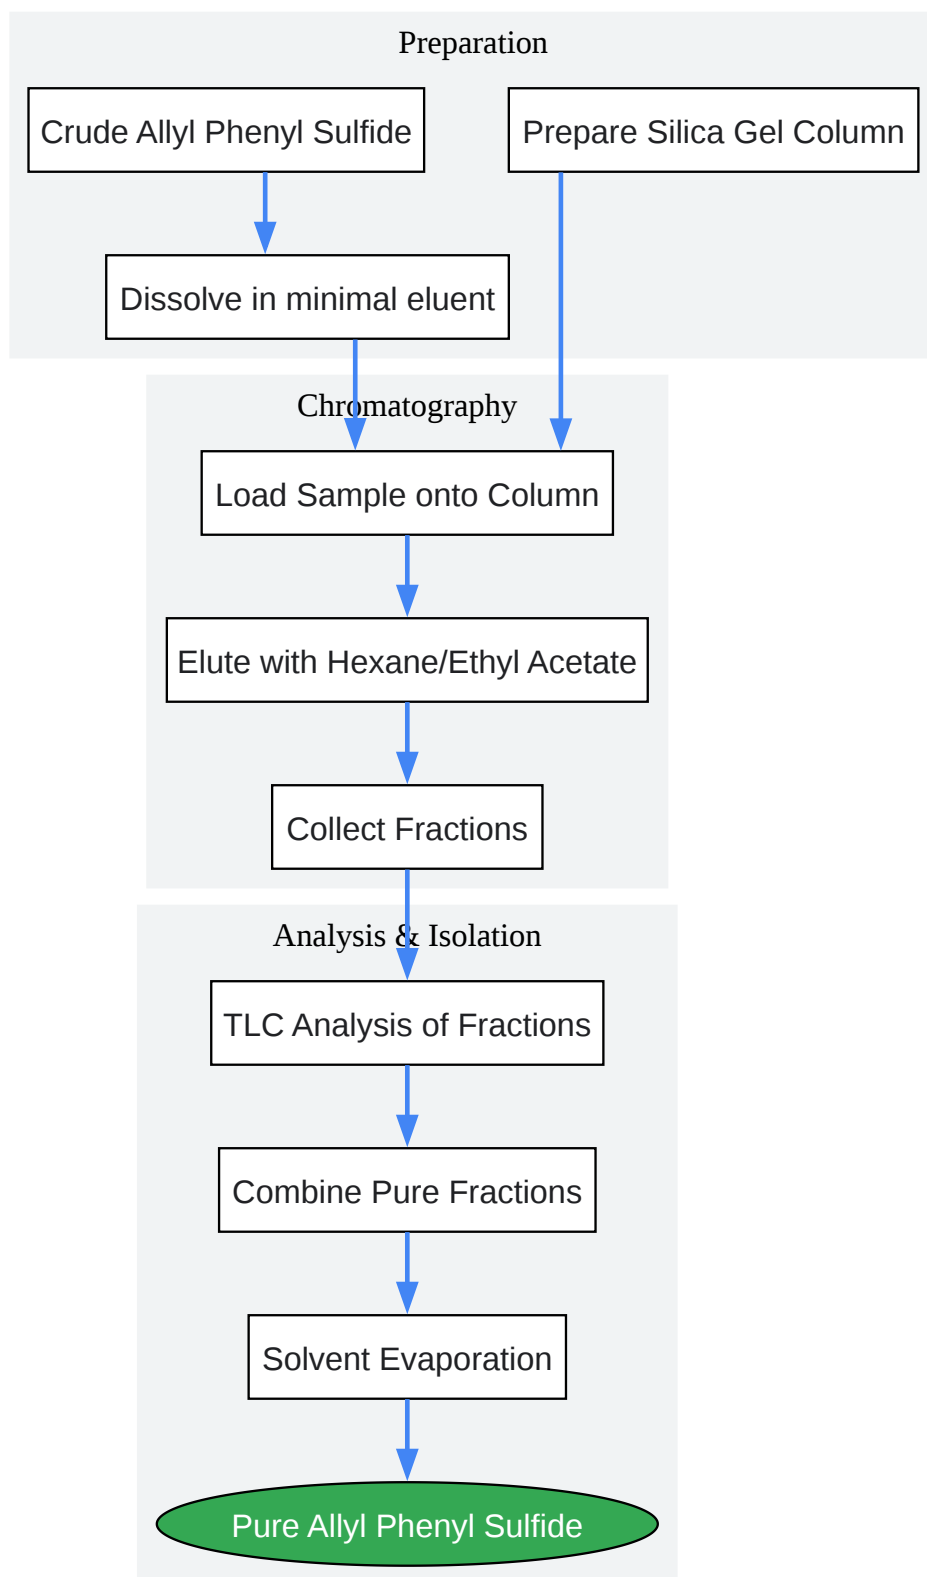 Preparation
Crude Allyl Phenyl Sulfide
Prepare Silica Gel Column
Dissolve in minimal eluent
Chromatography
Load Sample onto Column
Elute with Hexane/Ethyl Acetate
Collect Fractions
Analysis & Isolation
TLC Analysis of Fractions
Combine Pure Fractions
Solvent Evaporation
Pure Allyl Phenyl Sulfide